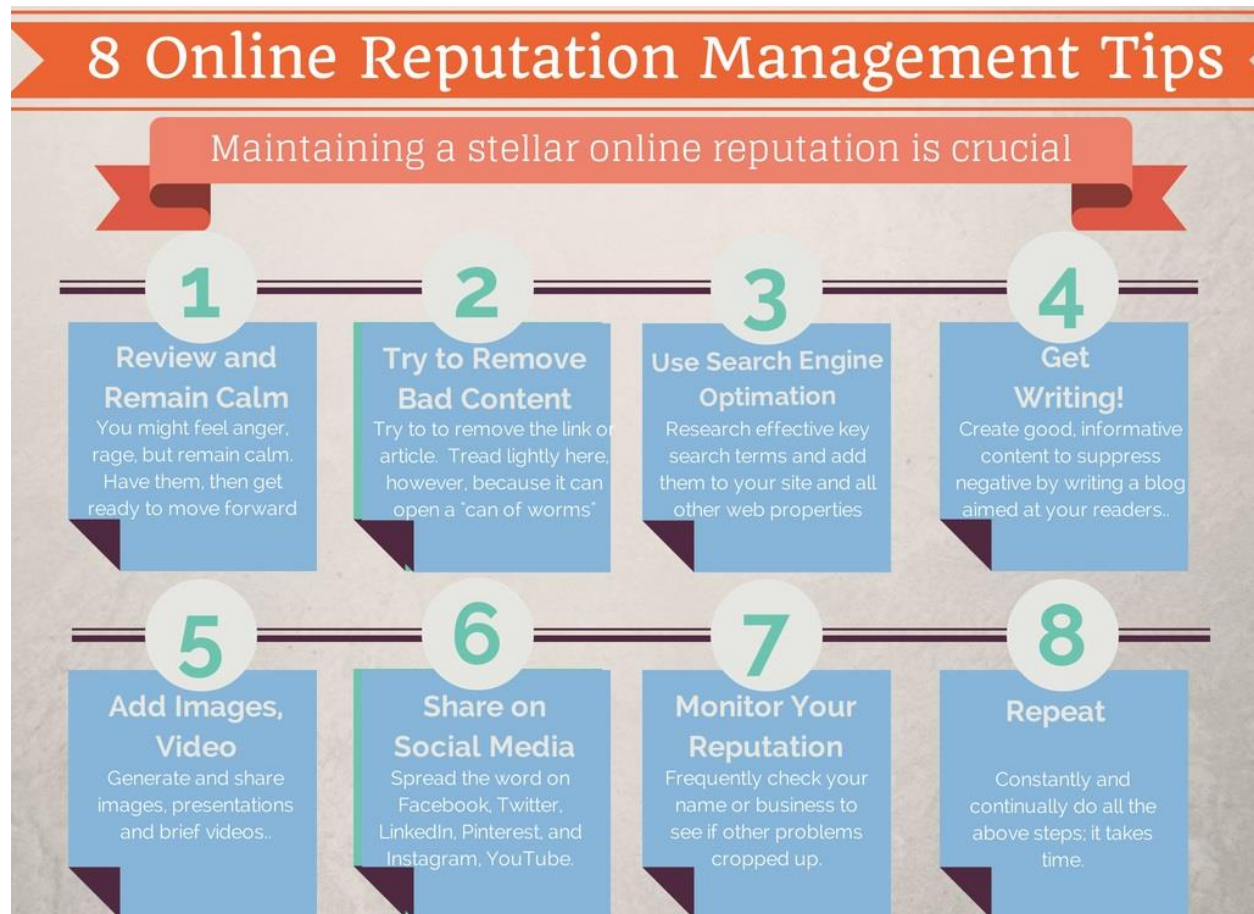 8 Online Reputation Management Tips
Maintaining a stellar online reputation is crucial
1
Review and
Remain Calm
You might feel anger,
rage, but remain calm.
Have them, then get
ready to move forward
2
Try to Remove
Bad Content
Try to to remove the link or
article. Tread lightly here,
however, because it can
open a "can of worms"
3
Use Search Engine
Optimation
Research effective key
search terms and add
them to your site and all
other web properties
4
Get
Writing!
Create good, informative
content to suppress
negative by writing a blog
aimed at your readers..
5
Add Images,
Video
Generate and share
images, presentations
and brief videos..
6
Share on
Social Media
Spread the word on
Facebook, Twitter,
LinkedIn, Pinterest, and
Instagram, YouTube.
7
Monitor Your
Reputation
Frequently check your
name or business to
see if other problems
cropped up.
8
Repeat
Constantly and
continually do all the
above steps; it takes
time.